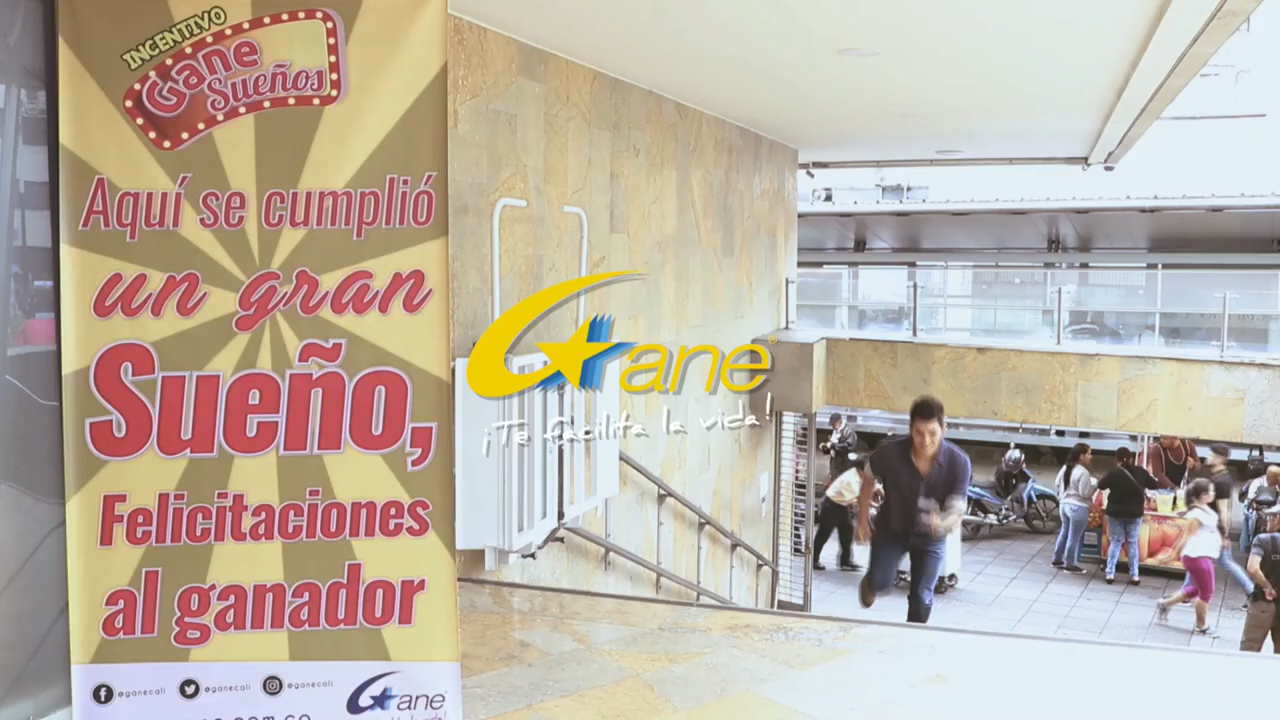 INCENTIVO
Gane
Sueños
Aquí se cumplió
un gran
Sueño,
Felicitaciones
al ganador
@ganecali @ganecali @ganecali
Gane
Gane
¡Te facilita la vida!